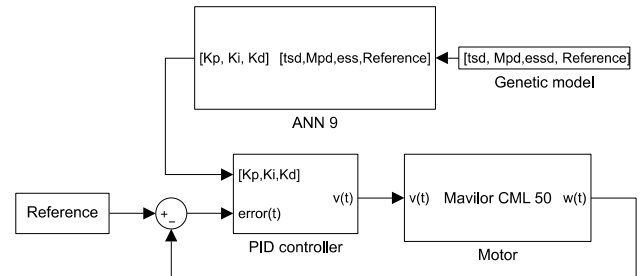 [Kp, Ki, Kd] [tsd,Mpd,ess,Reference]
[tsd, Mpd,essd, Reference]
Genetic model
ANN 9
[Kp,Ki,Kd]
v(t)
error(t)
PID controller
v(t) Mavilor CML 50 w(t)
Motor
Reference
+
−